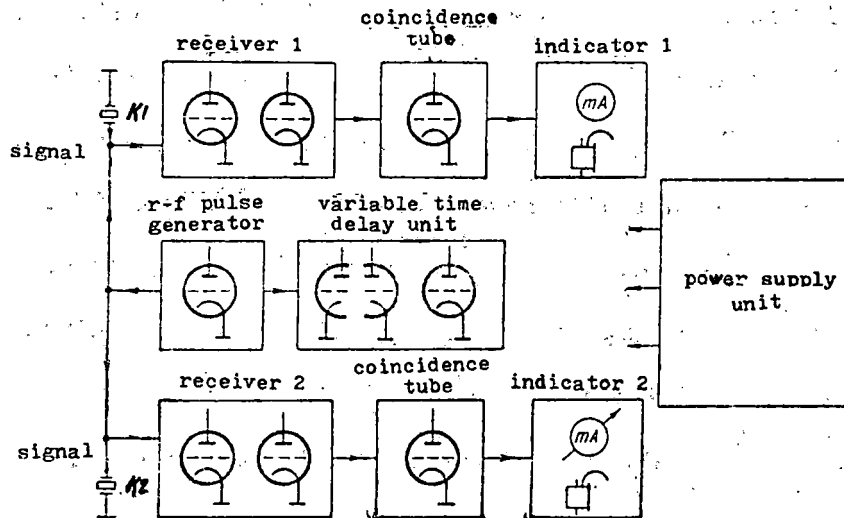 coincidence
tube
receiver 1
indicator 1
K1
mA
signal
r-f pulse
generator
variable time
delay unit
power supply
unit
receiver 2
coincidence
tube
indicator 2
mA
signal
K2